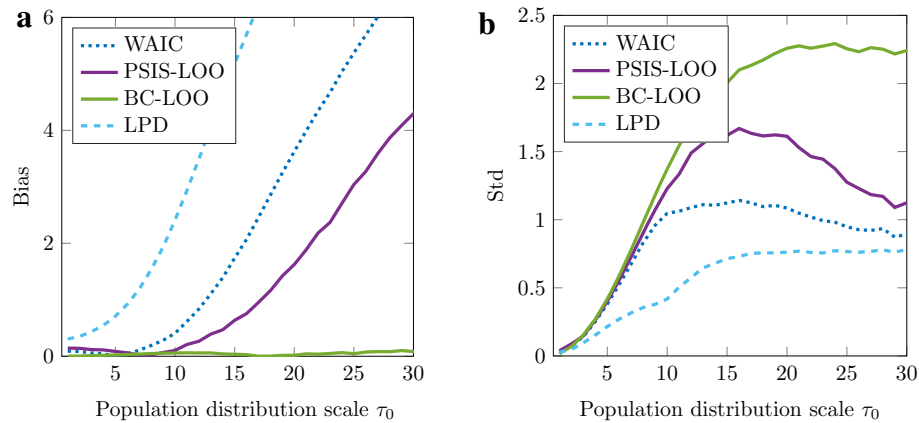 a
WAIC
PSIS-LOO
BC-LOO
LPD
Bias
0
2
4
6
5
10
15
20
25
30
Population distribution scale τ₀
b
WAIC
PSIS-LOO
BC-LOO
LPD
Std
0
0.5
1
1.5
2
2.5
5
10
15
20
25
30
Population distribution scale τ₀